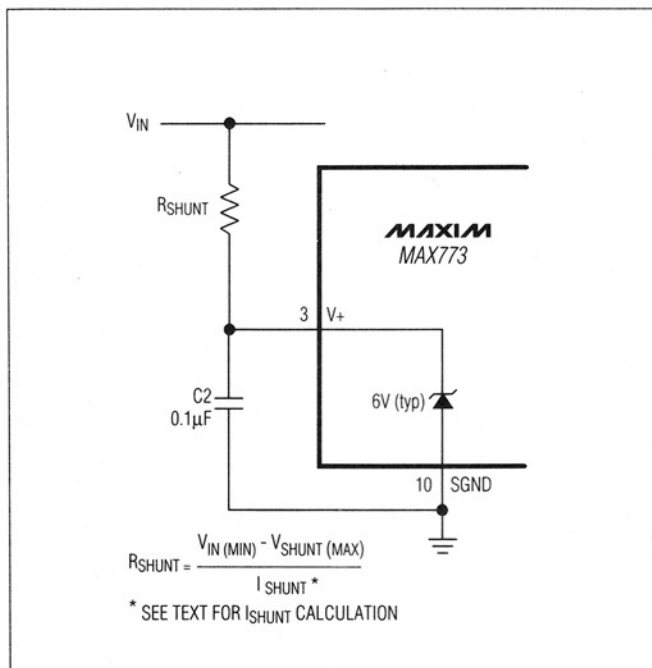 VIN
RSHUNT
MAXIM
MAX773
3 V+
C2
0.1μF
6V (typ)
10 SGND
RSHUNT = VIN (MIN) - VSHUNT (MAX)
I SHUNT *
* SEE TEXT FOR ISHUNT CALCULATION